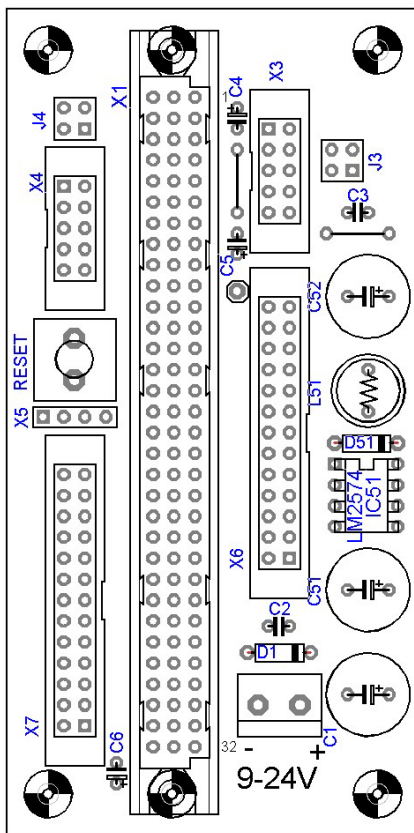 J4
X1
1
C4
X3
J3
X4
C3
C5
C52
RESET
L51
X5
D51
LM2574
IC51
X6
C51
C2
D1
X7
C6
32
-
+
C1
9-24V